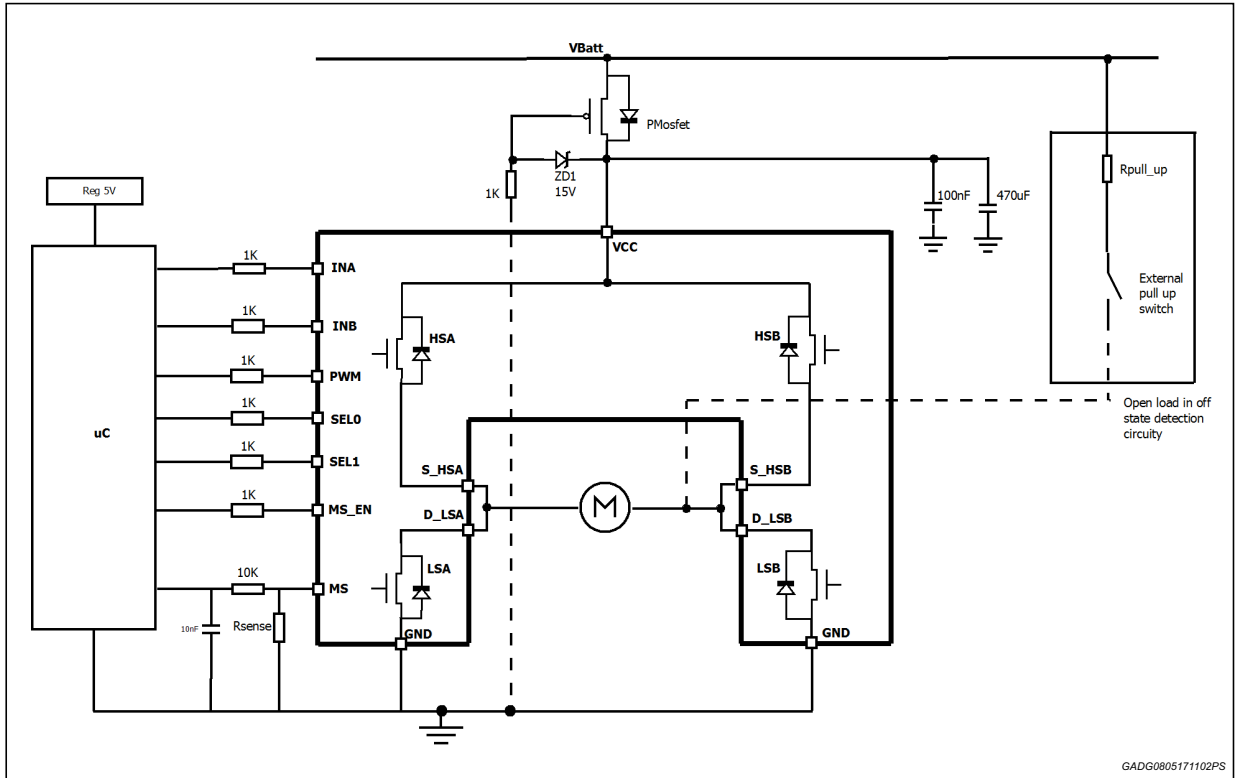 VBatt
PMosfet
ZD1
15V
1K
100nF
470uF
Rpull_up
External
pull up
switch
Open load in off
state detection
circuity
Reg 5V
uC
1K
INA
1K
INB
1K
PWM
1K
SEL0
1K
SEL1
1K
MS_EN
10K
MS
10nF
Rsense
VCC
HSA
HSB
S_HSA
S_HSB
D_LSA
D_LSB
M
LSA
LSB
GND
GND
GADG0805171102PS